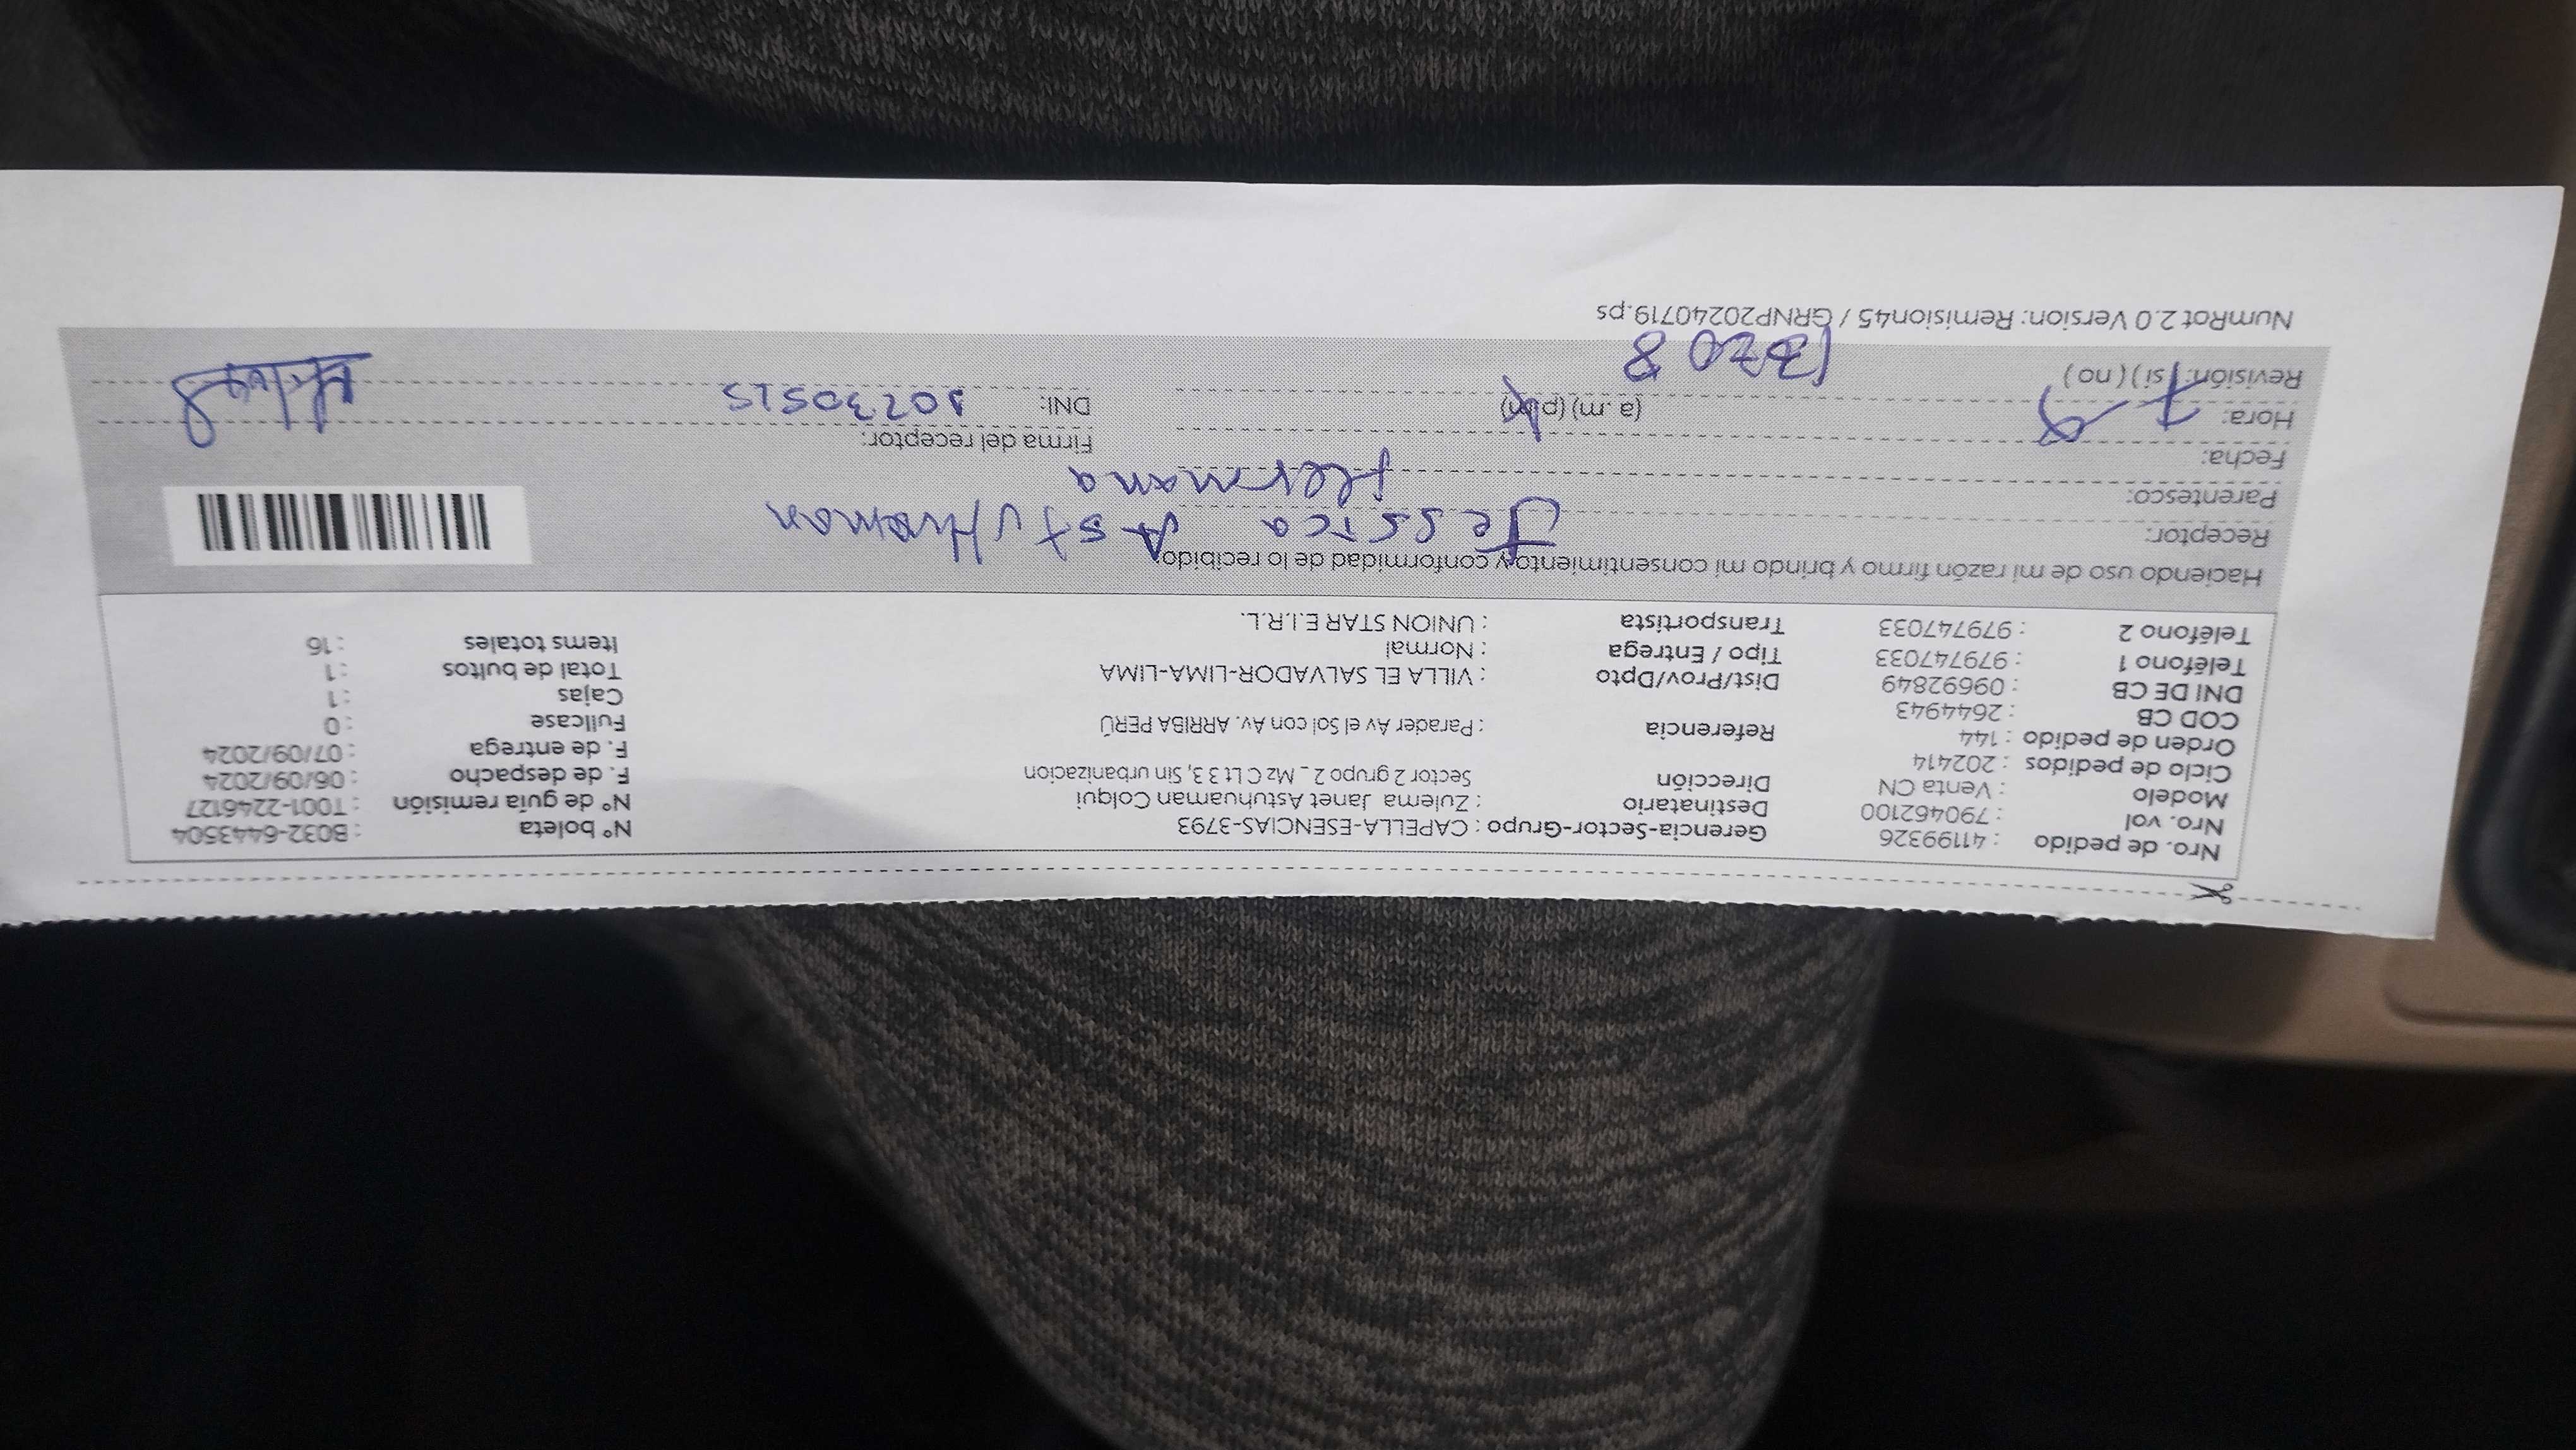 Nro. de pedido : 41199326 Gerencia-Sector-Grupo : CAPELLA-ESENCIAS-3793 N° boleta : B032-6443504
Nro. vol : 790462100 Destinatario : Zulema Janet Astuhuaman Colqui N° de guía remisión : T001-2246127
Modelo : Venta CN Dirección Sector 2 grupo 2 _ Mz C Lt 3 3, Sin urbanizacion F. de despacho : 06/09/2024
Ciclo de pedidos : 202414 F. de entrega : 07/09/2024
Orden de pedido : 144 Referencia : Parader Av el Sol con Av. ARRIBA PERÚ Fullcase : 0
COD CB : 2644943 Cajas : 1
DNI DE CB : 09692849 Dist/Prov/Dpto : VILLA EL SALVADOR-LIMA-LIMA Total de bultos : 1
Teléfono 1 : 979747033 Tipo / Entrega : Normal Items totales : 16
Teléfono 2 : 979747033 Transportista : UNION STAR E.I.R.L.
Haciendo uso de mi razón firmo y brindo mi consentimiento y conformidad de lo recibido.
Receptor: Jessica AstuHuaman
Parentesco: Hermana
Fecha: Firma del receptor:
Hora: 7 (a.m) (p.m) DNI:
Revisión: (si) (no)
NumRot 2.0 Version: Remision45 / GRNP20240719.ps